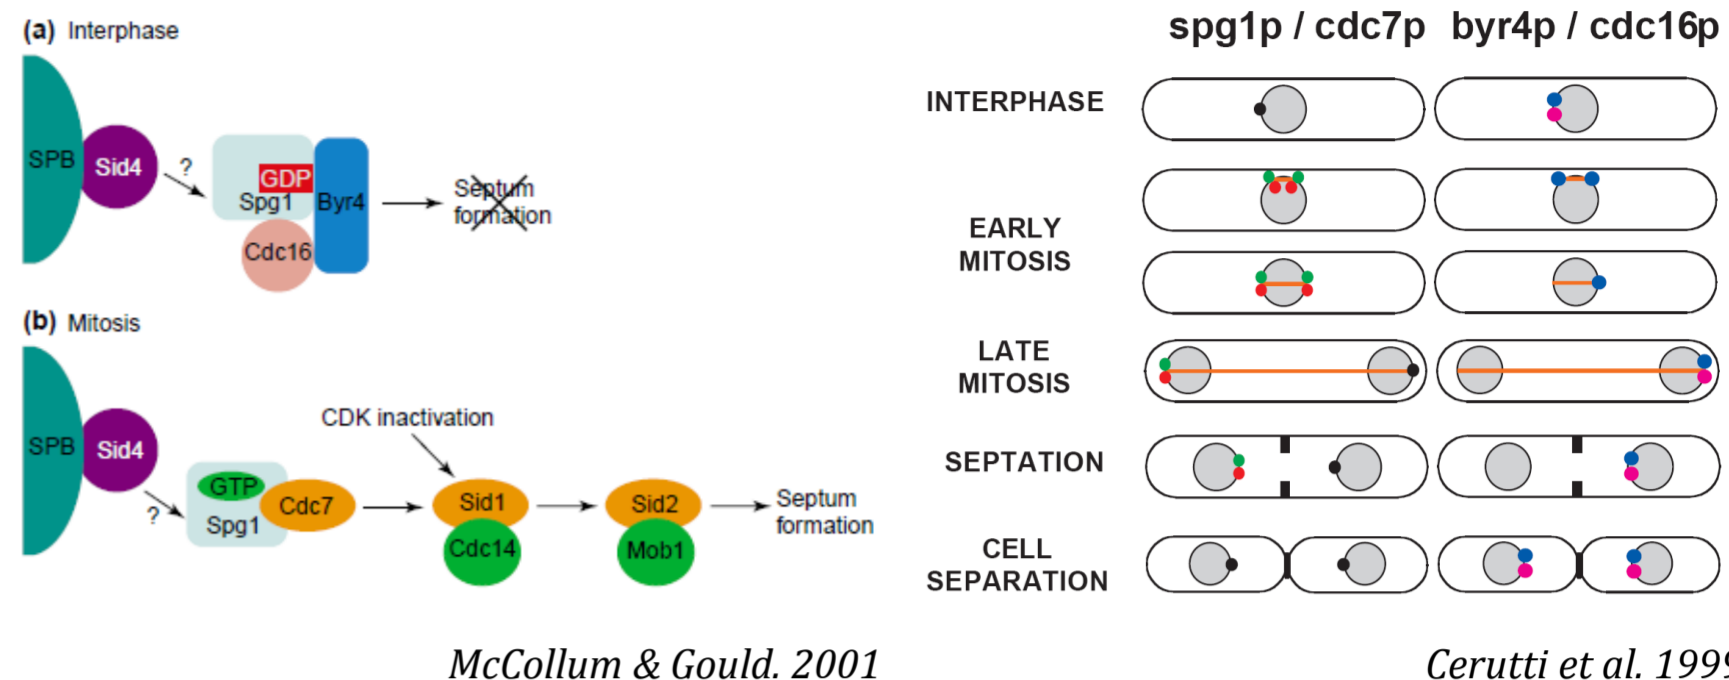 (a) Interphase
SPB
Sid4
?
GDP
Spg1
Byr4
Cdc16
Septum
formation
(b) Mitosis
SPB
Sid4
?
GTP
Spg1
Cdc7
CDK inactivation
Sid1
Cdc14
Sid2
Mob1
Septum
formation
McCollum & Gould. 2001
spg1p / cdc7p byr4p / cdc16p
INTERPHASE
EARLY
MITOSIS
LATE
MITOSIS
SEPTATION
CELL
SEPARATION
Cerutti et al. 1999